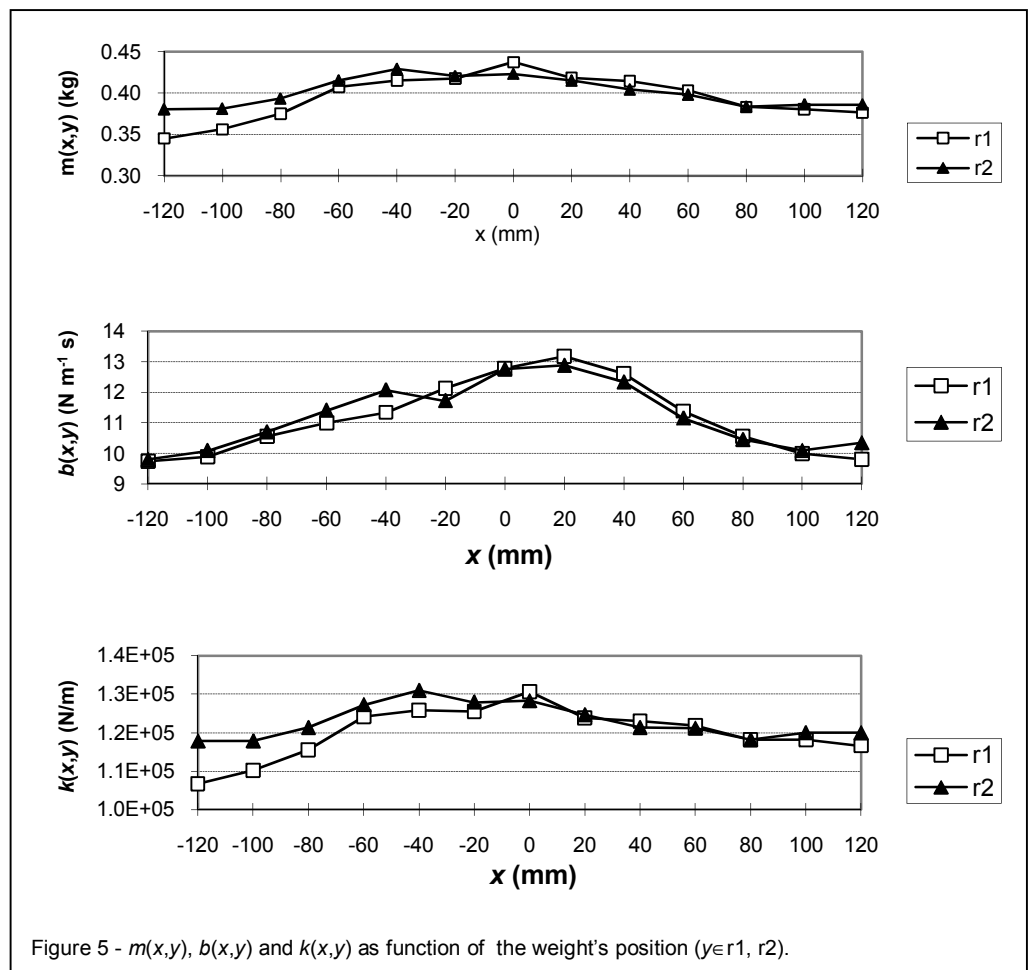 m(x,y) (kg)
0.45
0.40
0.35
0.30
-120 -100 -80 -60 -40 -20 0 20 40 60 80 100 120
x (mm)
r1
r2
b(x,y) (N m⁻¹ s)
14
13
12
11
10
9
-120 -100 -80 -60 -40 -20 0 20 40 60 80 100 120
x (mm)
r1
r2
k(x,y) (N/m)
1.4E+05
1.3E+05
1.2E+05
1.1E+05
1.0E+05
-120 -100 -80 -60 -40 -20 0 20 40 60 80 100 120
x (mm)
r1
r2
Figure 5 - m(x,y), b(x,y) and k(x,y) as function of the weight's position (y∈r1, r2).